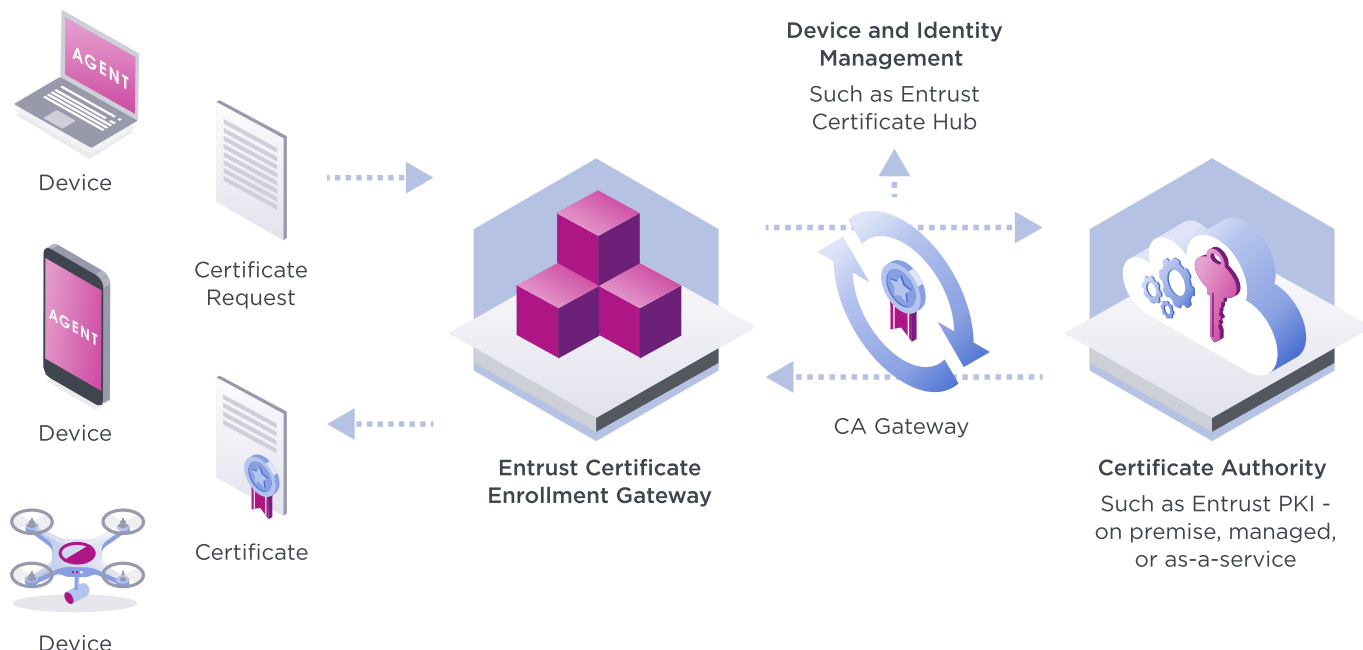 AGENT
Device
AGENT
Device
Device
Certificate
Request
Certificate
Entrust Certificate
Enrollment Gateway
Device and Identity
Management
Such as Entrust
Certificate Hub
CA Gateway
Certificate Authority
Such as Entrust PKI -
on premise, managed,
or as-a-service